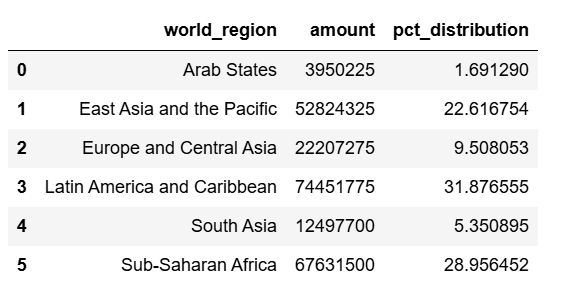 world_region amount pct_distribution
0 Arab States 3950225 1.691290
1 East Asia and the Pacific 52824325 22.616754
2 Europe and Central Asia 22207275 9.508053
3 Latin America and Caribbean 74451775 31.876555
4 South Asia 12497700 5.350895
5 Sub-Saharan Africa 67631500 28.956452